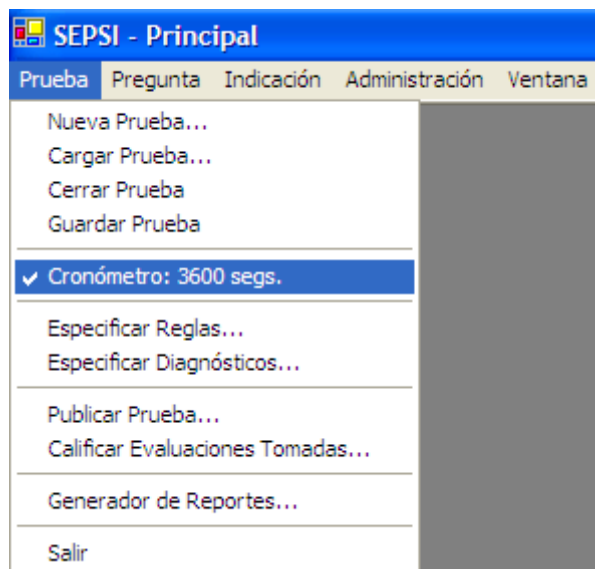 SEPSI - Principal
Prueba Pregunta Indicación Administración Ventana
Nueva Prueba...
Cargar Prueba...
Cerrar Prueba
Guardar Prueba
Cronómetro: 3600 segs.
Especificar Reglas...
Especificar Diagnósticos...
Publicar Prueba...
Calificar Evaluaciones Tomadas...
Generador de Reportes...
Salir